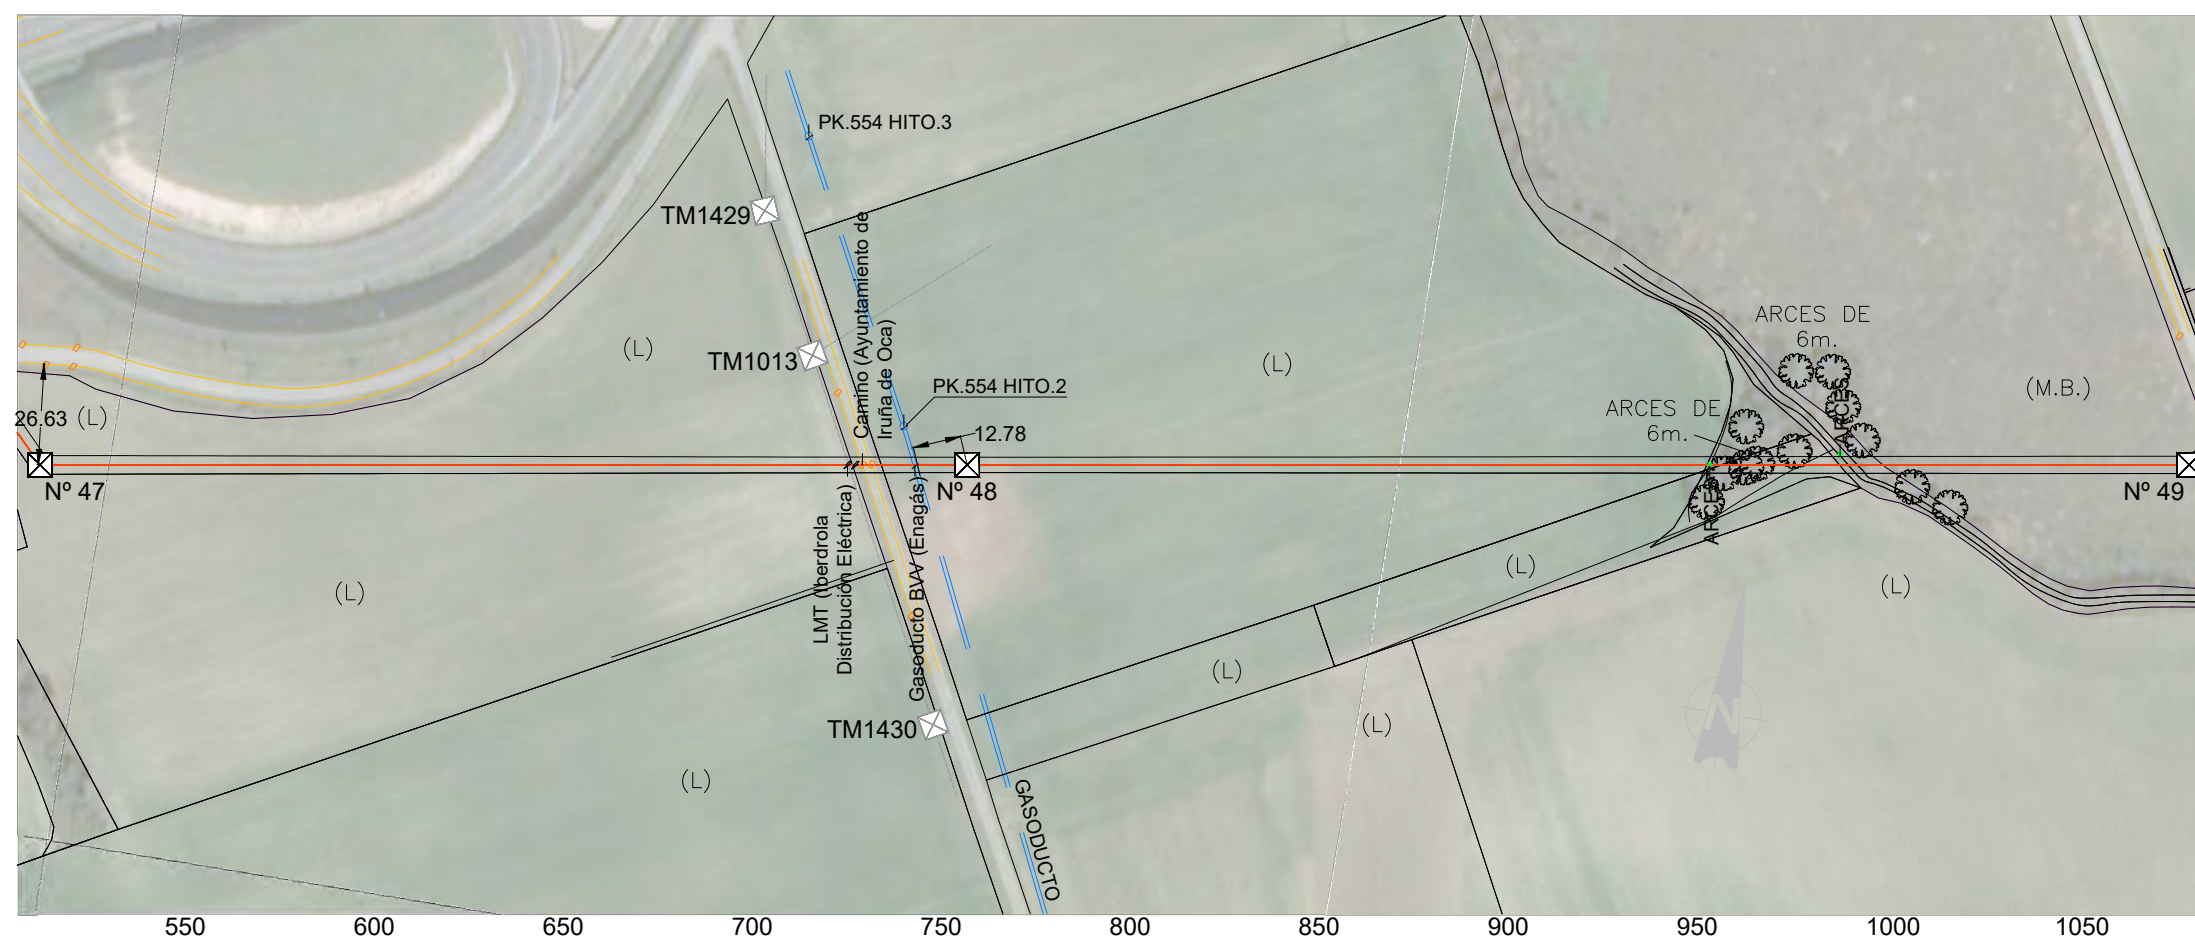 PK.554 HITO.3
TM1429
Camino (Ayuntamiento de
Iruña de Oca)
ARCES DE
6m.
(L)
TM1013
(L)
PK.554 HITO.2
ARCES DE
6m.
ARCES
(M.B.)
26.63
(L)
12.78
Nº 47
Nº 48
Nº 49
ARCES
LMT (Iberdrola
Distribución Eléctrica)
Gasoducto BVV (Enagás)
(L)
(L)
(L)
(L)
(L)
TM1430
N
(L)
GASODUCTO
550 600 650 700 750 800 850 900 950 1000 1050